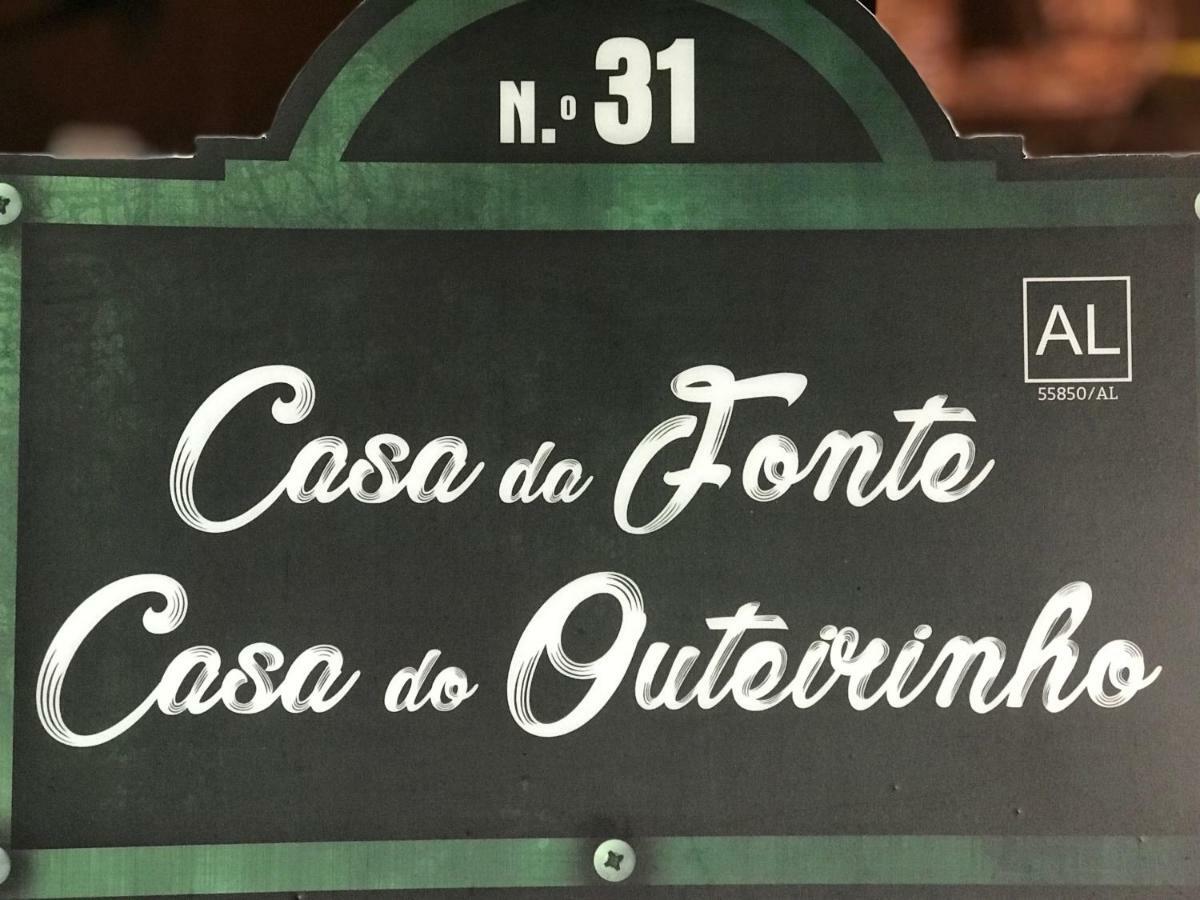 N.º 31
AL
55850/AL
Casa da Fonte
Casa do Outeirinho